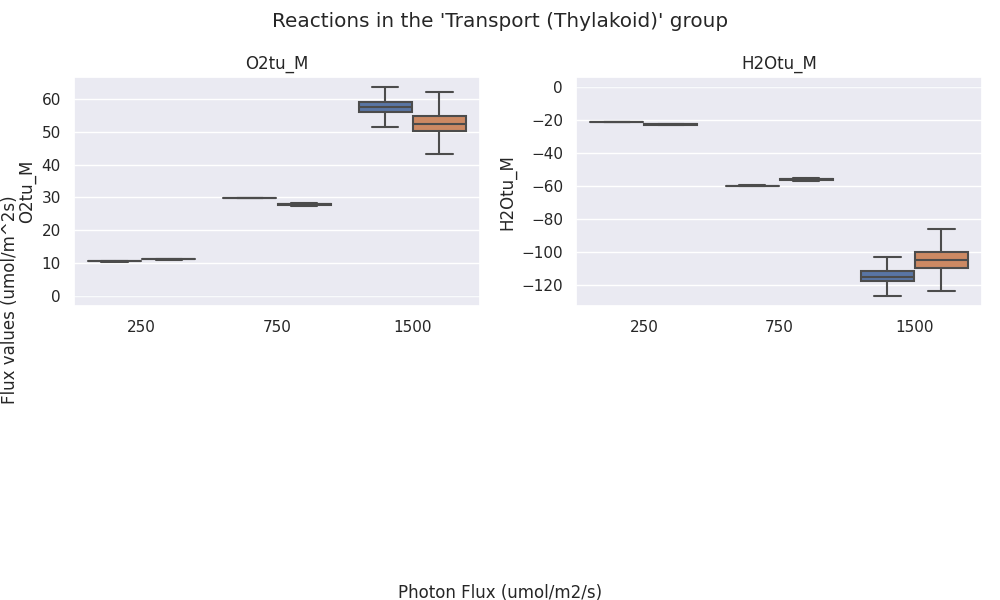 Reactions in the 'Transport (Thylakoid)' group
O2tu_M
60
50
40
30
20
10
0
O2tu_M
250
750
1500
H2Otu_M
0
−20
−40
−60
−80
−100
−120
H2Otu_M
250
750
1500
Flux values (umol/m^2s)
Photon Flux (umol/m2/s)